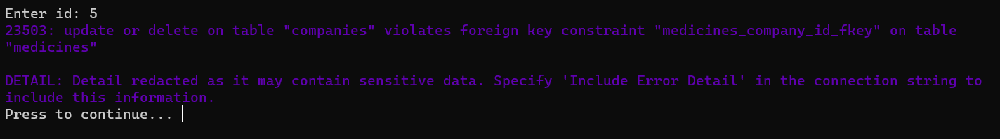 Enter id: 5
23503: update or delete on table "companies" violates foreign key constraint "medicines_company_id_fkey" on table
"medicines"
DETAIL: Detail redacted as it may contain sensitive data. Specify 'Include Error Detail' in the connection string to
include this information.
Press to continue...